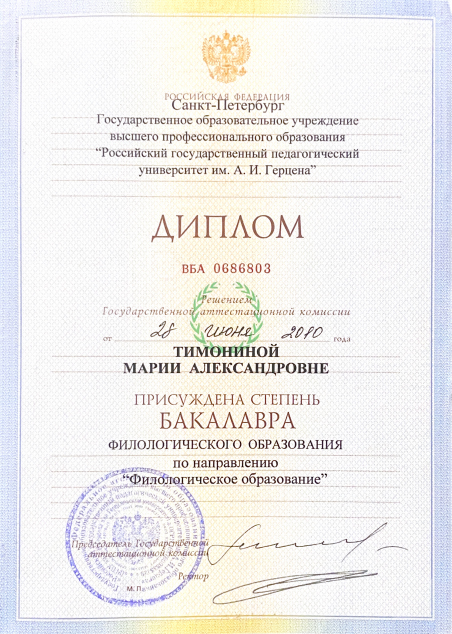 РОССИЙСКАЯ ФЕДЕРАЦИЯ
Санкт-Петербург
Государственное образовательное учреждение
высшего профессионального образования
“Российский государственный педагогический
университет им. А. И. Герцена”
ДИПЛОМ
ВБА 0686803
Решением
Государственной аттестационной комиссии
от 28 июня 2010 года
ТИМОНИНОЙ
МАРИИ АЛЕКСАНДРОВНЕ
ПРИСУЖДЕНА СТЕПЕНЬ
БАКАЛАВРА
ФИЛОЛОГИЧЕСКОГО ОБРАЗОВАНИЯ
по направлению
“Филологическое образование”
Председатель Государственной
аттестационной комиссии
Ректор
М. П.